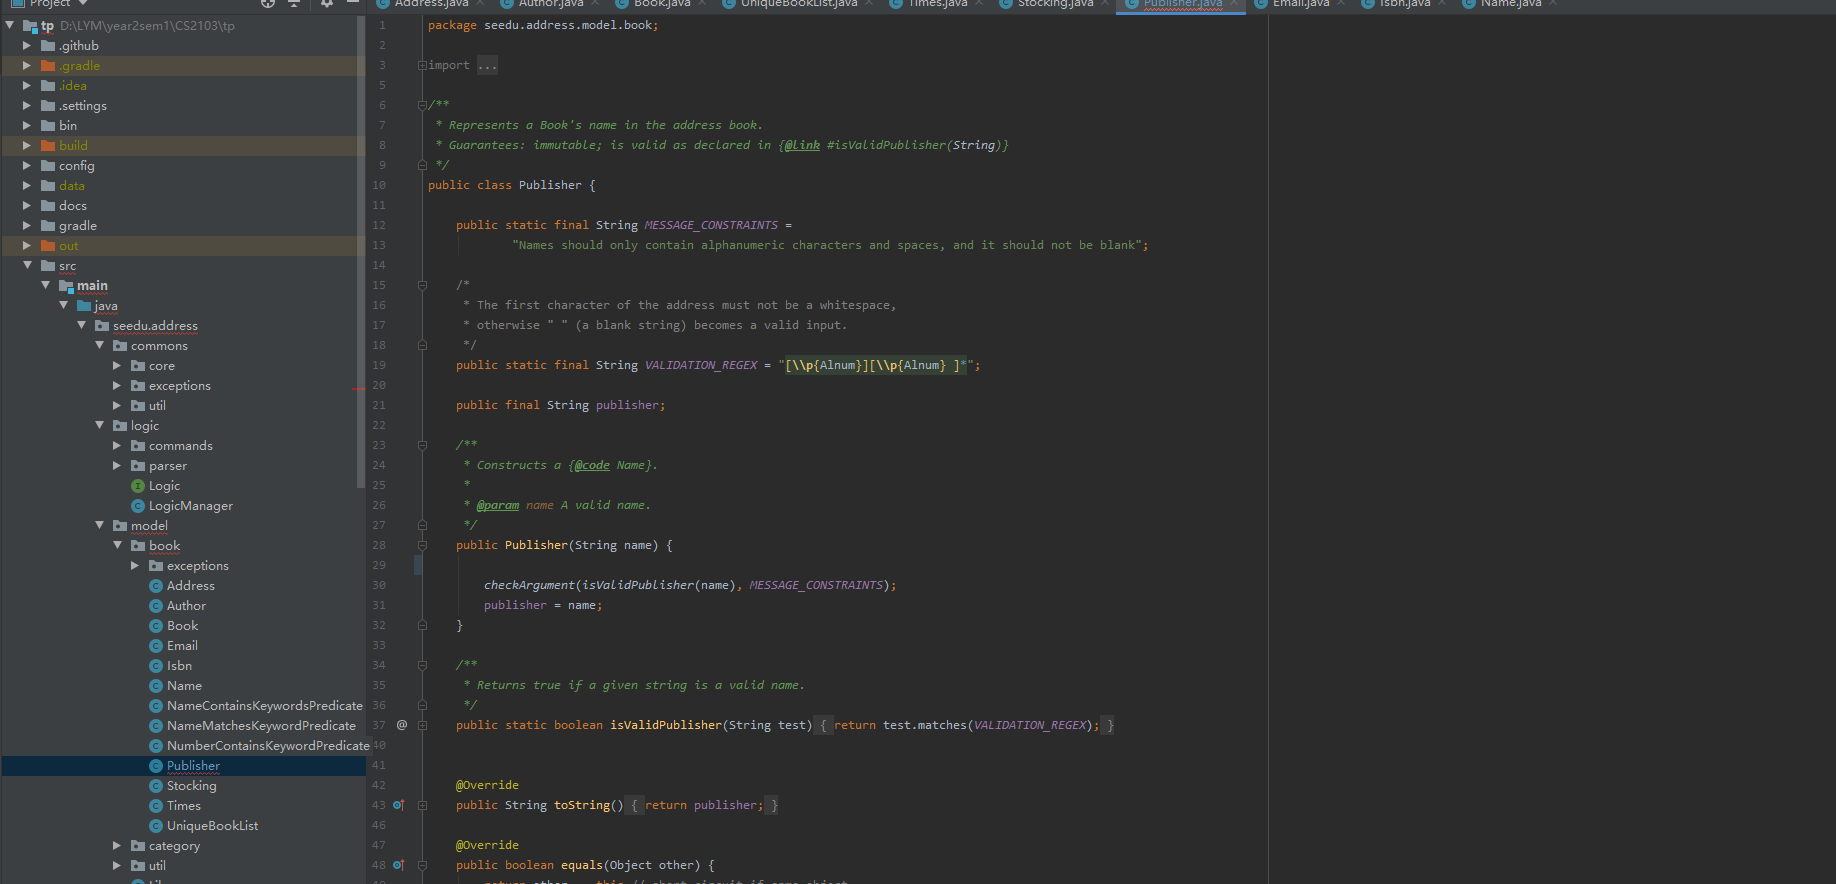 Project
Address.java
Author.java
Book.java
UniqueBookList.java
Times.java
Stocking.java
Publisher.java
Email.java
Isbn.java
Name.java
tp D:\LYM\year2sem1\CS2103\tp
.github
.gradle
.idea
.settings
bin
build
config
data
docs
gradle
out
src
main
java
seedu.address
commons
core
exceptions
util
logic
commands
parser
Logic
LogicManager
model
book
exceptions
Address
Author
Book
Email
Isbn
Name
NameContainsKeywordsPredicate
NameMatchesKeywordPredicate
NumberContainsKeywordPredicate
Publisher
Stocking
Times
UniqueBookList
category
util
1 package seedu.address.model.book;
2
3 import ...
5
6 /**
7 * Represents a Book's name in the address book.
8 * Guarantees: immutable; is valid as declared in {@link #isValidPublisher(String)}
9 */
10 public class Publisher {
11
12 public static final String MESSAGE_CONSTRAINTS =
13 "Names should only contain alphanumeric characters and spaces, and it should not be blank";
14
15 /*
16 * The first character of the address must not be a whitespace,
17 * otherwise " " (a blank string) becomes a valid input.
18 */
19 public static final String VALIDATION_REGEX = "[\\p{Alnum}][\\p{Alnum} ]*";
20
21 public final String publisher;
22
23 /**
24 * Constructs a {@code Name}.
25 *
26 * @param name A valid name.
27 */
28 public Publisher(String name) {
29
30 checkArgument(isValidPublisher(name), MESSAGE_CONSTRAINTS);
31 publisher = name;
32 }
33
34 /**
35 * Returns true if a given string is a valid name.
36 */
37 @ public static boolean isValidPublisher(String test) { return test.matches(VALIDATION_REGEX); }
40
41
42 @Override
43 public String toString() { return publisher; }
46
47 @Override
48 public boolean equals(Object other) {